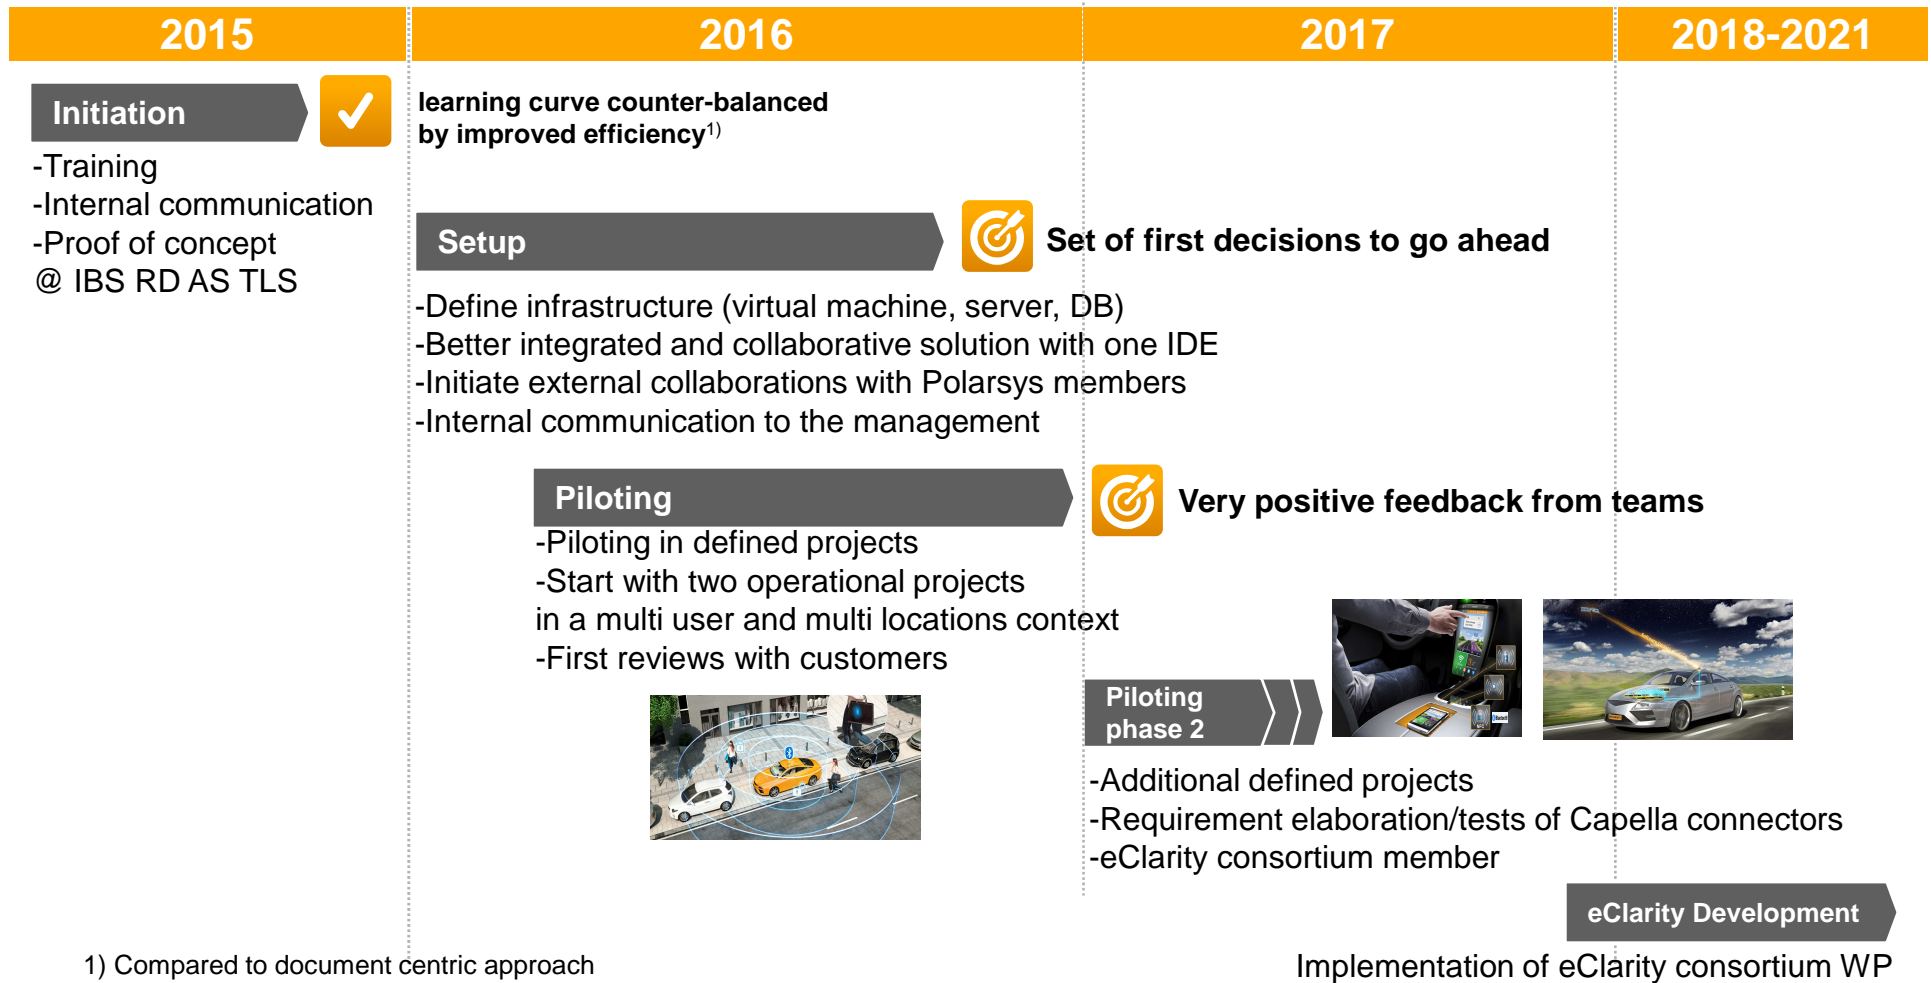 2015
2016
2017
2018-2021
Initiation
learning curve counter-balanced
by improved efficiency1)
-Training
-Internal communication
-Proof of concept
@ IBS RD AS TLS
Setup
Set of first decisions to go ahead
-Define infrastructure (virtual machine, server, DB)
-Better integrated and collaborative solution with one IDE
-Initiate external collaborations with Polarsys members
-Internal communication to the management
Piloting
Very positive feedback from teams
-Piloting in defined projects
-Start with two operational projects
in a multi user and multi locations context
-First reviews with customers
Piloting
phase 2
-Additional defined projects
-Requirement elaboration/tests of Capella connectors
-eClarity consortium member
eClarity Development
Implementation of eClarity consortium WP
1) Compared to document centric approach